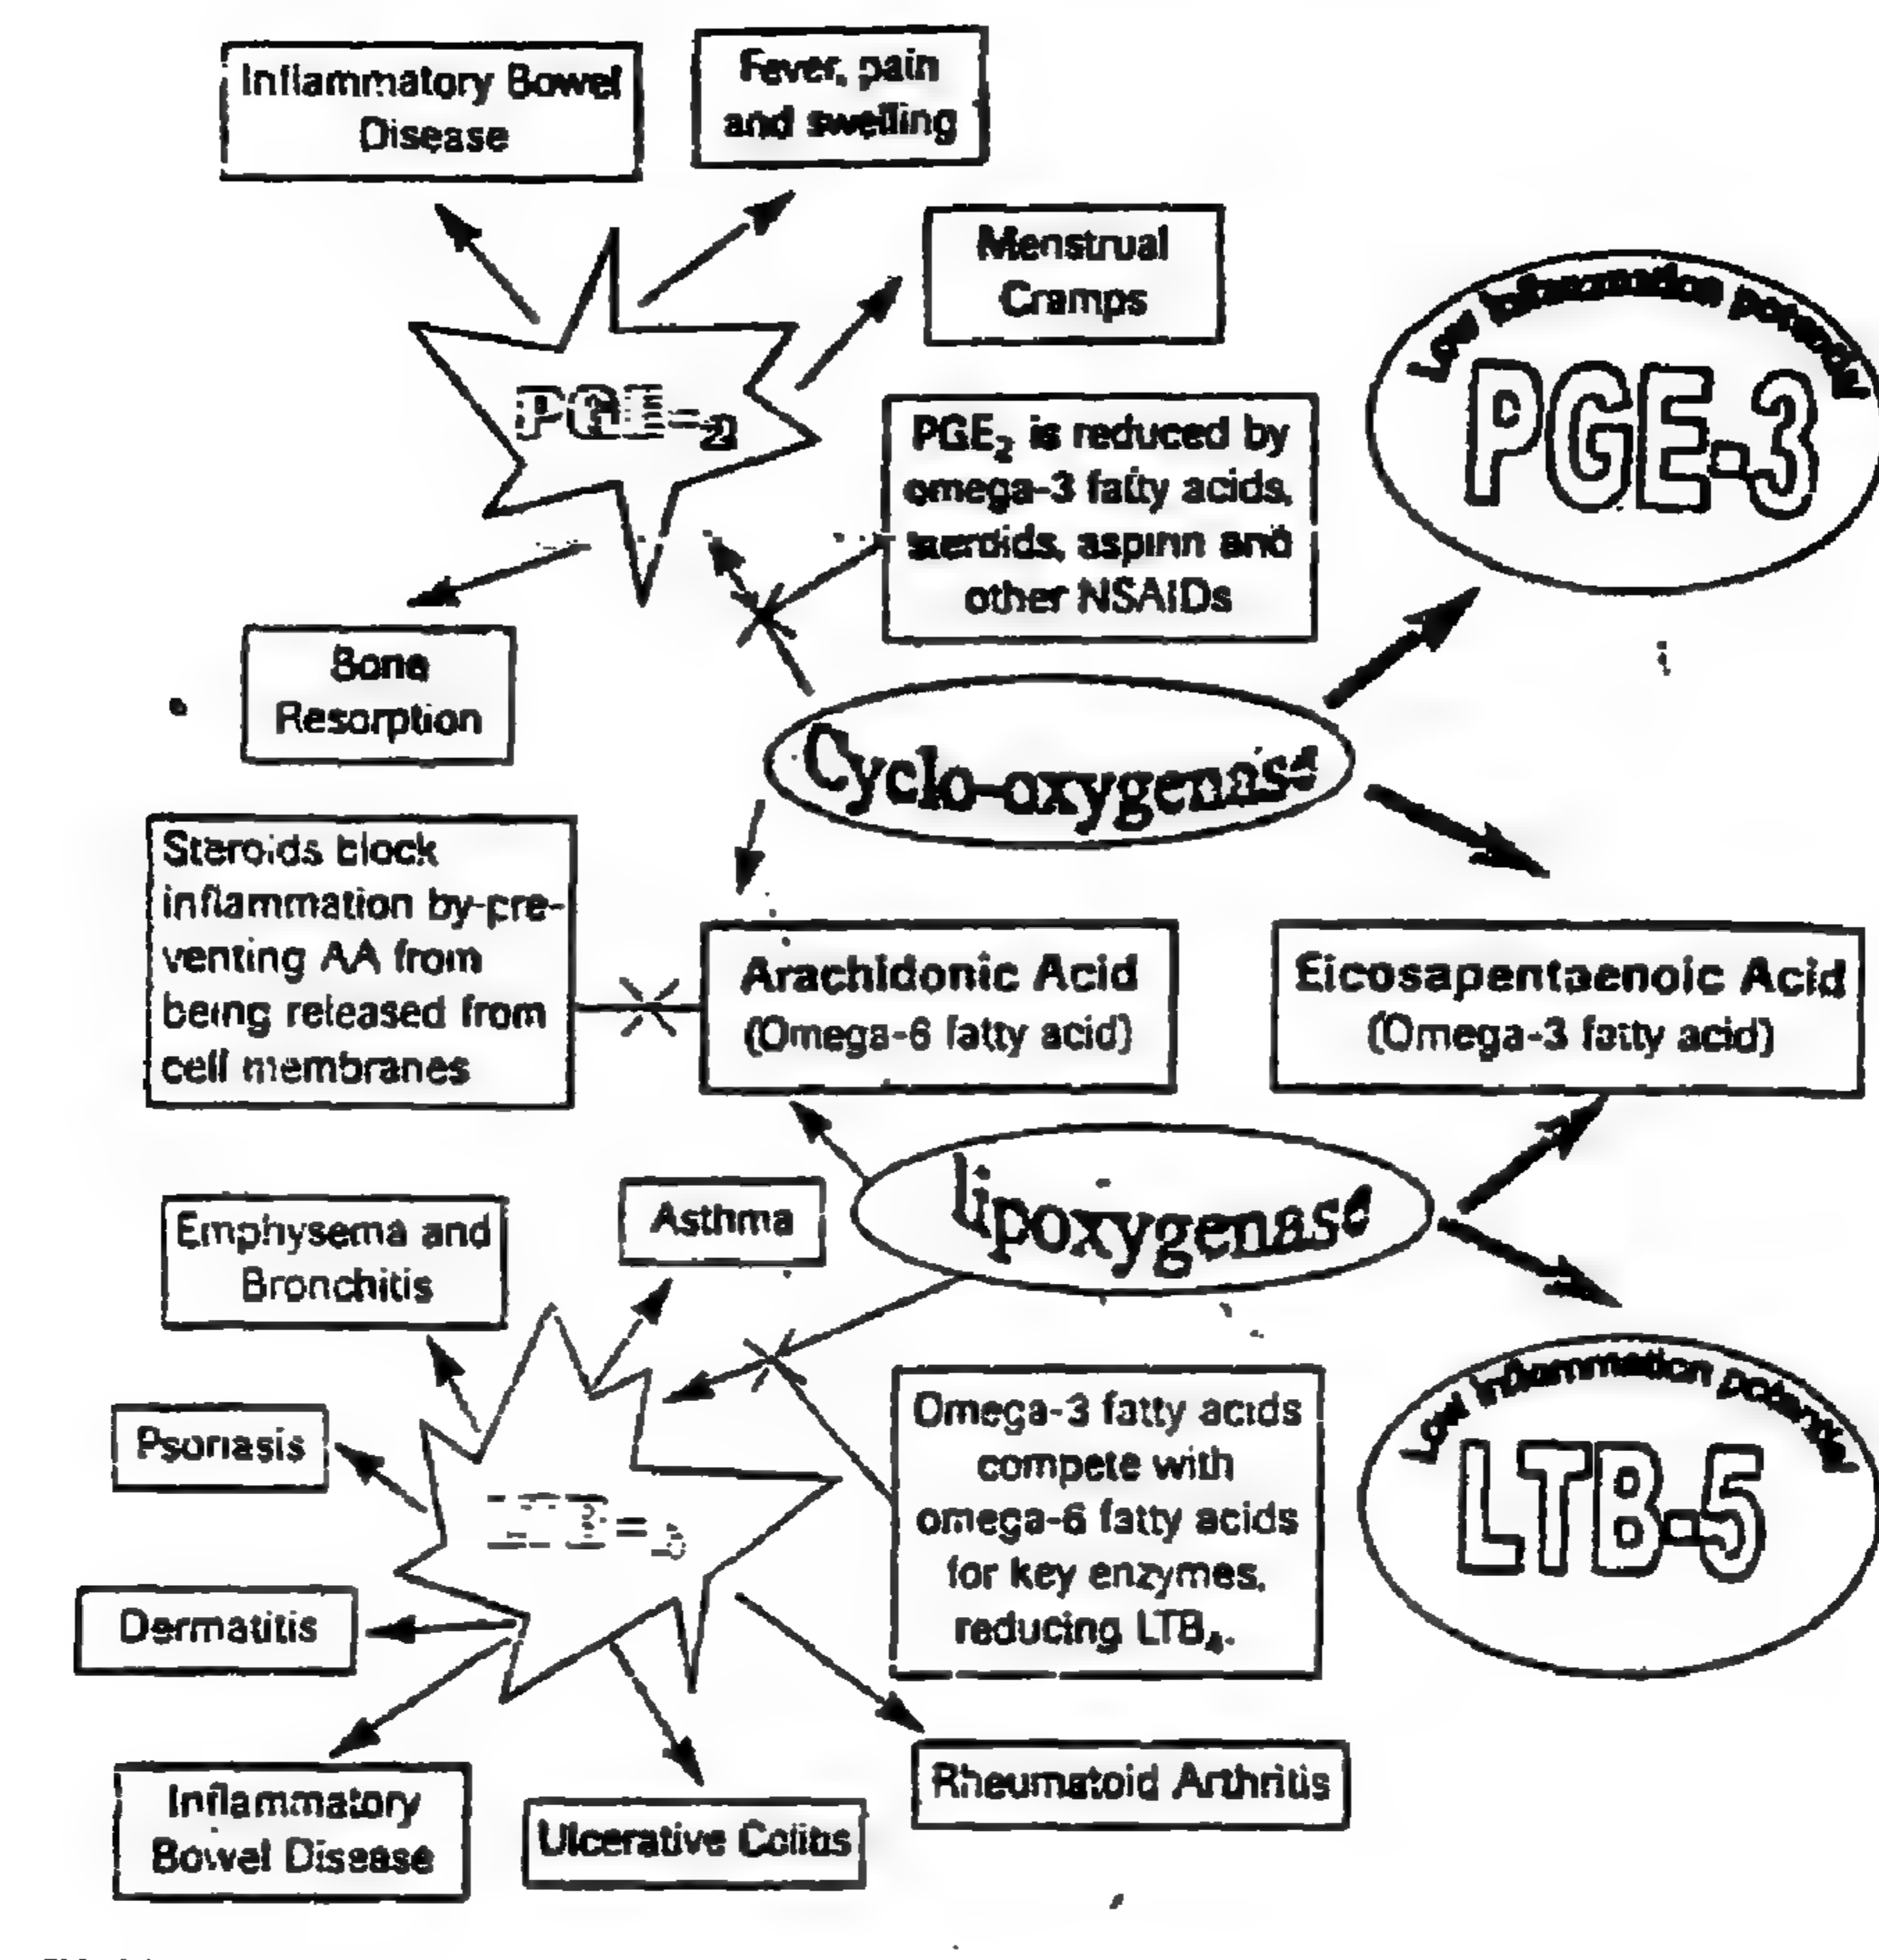 Inflammatory Bowel
Disease
Fever, pain
and swelling
Menstrual
Cramps
Low inflammation potential
PGE-3
PGE-2
PGE₂ is reduced by
omega-3 fatty acids,
steroids, aspirin and
other NSAIDs
Bone
Resorption
Cyclo-oxygenase
Steroids block
inflammation by pre-
venting AA from
being released from
cell membranes
Arachidonic Acid
(Omega-6 fatty acid)
Eicosapentaenoic Acid
(Omega-3 fatty acid)
Emphysema and
Bronchitis
Asthma
lipoxygenase
Psoriasis
Omega-3 fatty acids
compete with
omega-6 fatty acids
for key enzymes,
reducing LTB₄.
Low inflammation potential
LTB-5
Dermatitis
Inflammatory
Bowel Disease
Ulcerative Colitis
Rheumatoid Arthritis